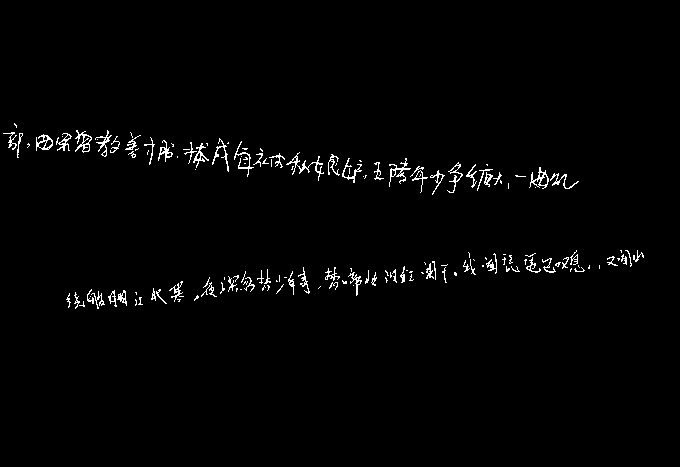 部,曲罢曾教善才服,妆成每被秋娘妒,五陵年少争缠头,一曲红
绕船明江水寒。夜深忽梦少年事,梦啼妆泪红阑干。我闻琵琶已叹息,又闻此